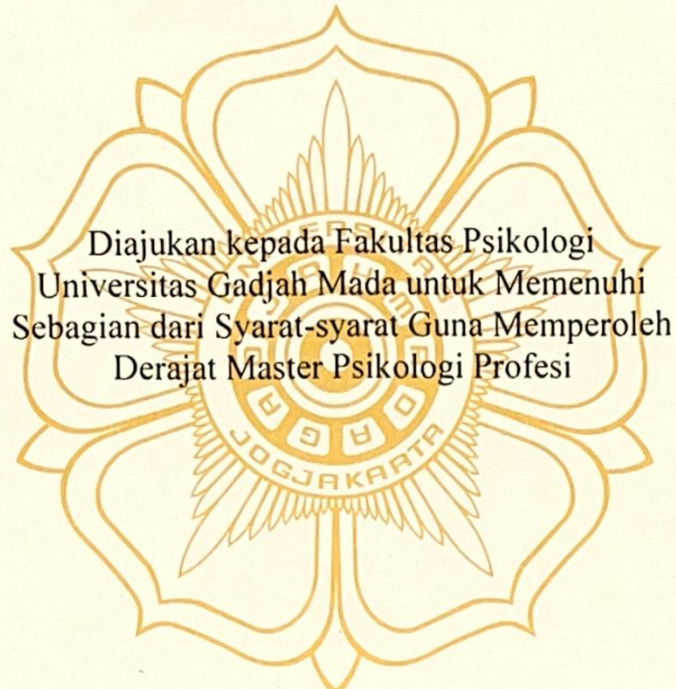 Diajukan kepada Fakultas Psikologi
Universitas Gadjah Mada untuk Memenuhi
Sebagian dari Syarat-syarat Guna Memperoleh
Derajat Master Psikologi Profesi
JOGJAKARTA